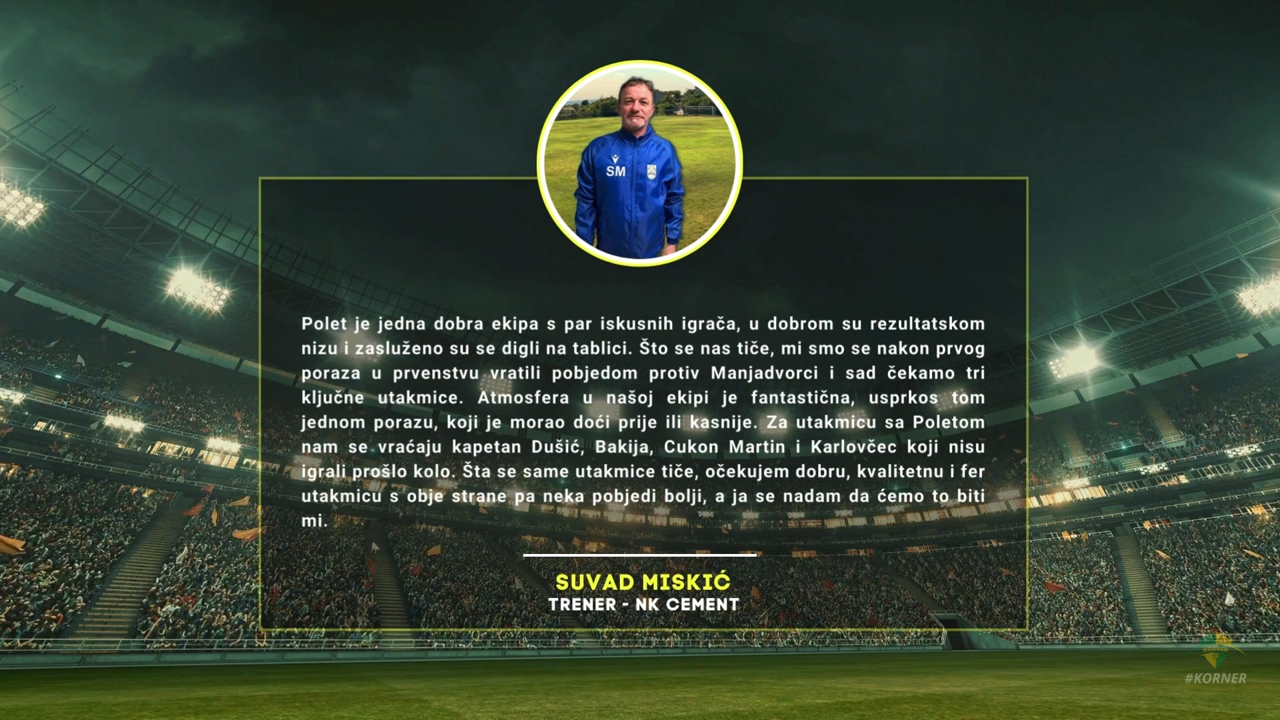 SM
Polet je jedna dobra ekipa s par iskusnih igrača, u dobrom su rezultatskom
nizu i zasluženo su se digli na tablici. Što se nas tiče, mi smo se nakon prvog
poraza u prvenstvu vratili pobjedom protiv Manjadvorci i sad čekamo tri
ključne utakmice. Atmosfera u našoj ekipi je fantastična, usprkos tom
jednom porazu, koji je morao doći prije ili kasnije. Za utakmicu sa Poletom
nam se vraćaju kapetan Dušić, Bakija, Cukon Martin i Karlovčec koji nisu
igrali prošlo kolo. Šta se same utakmice tiče, očekujem dobru, kvalitetnu i fer
utakmicu s obje strane pa neka pobjedi bolji, a ja se nadam da ćemo to biti
mi.
SUVAD MISKIĆ
TRENER - NK CEMENT
KORNER
#KORNER